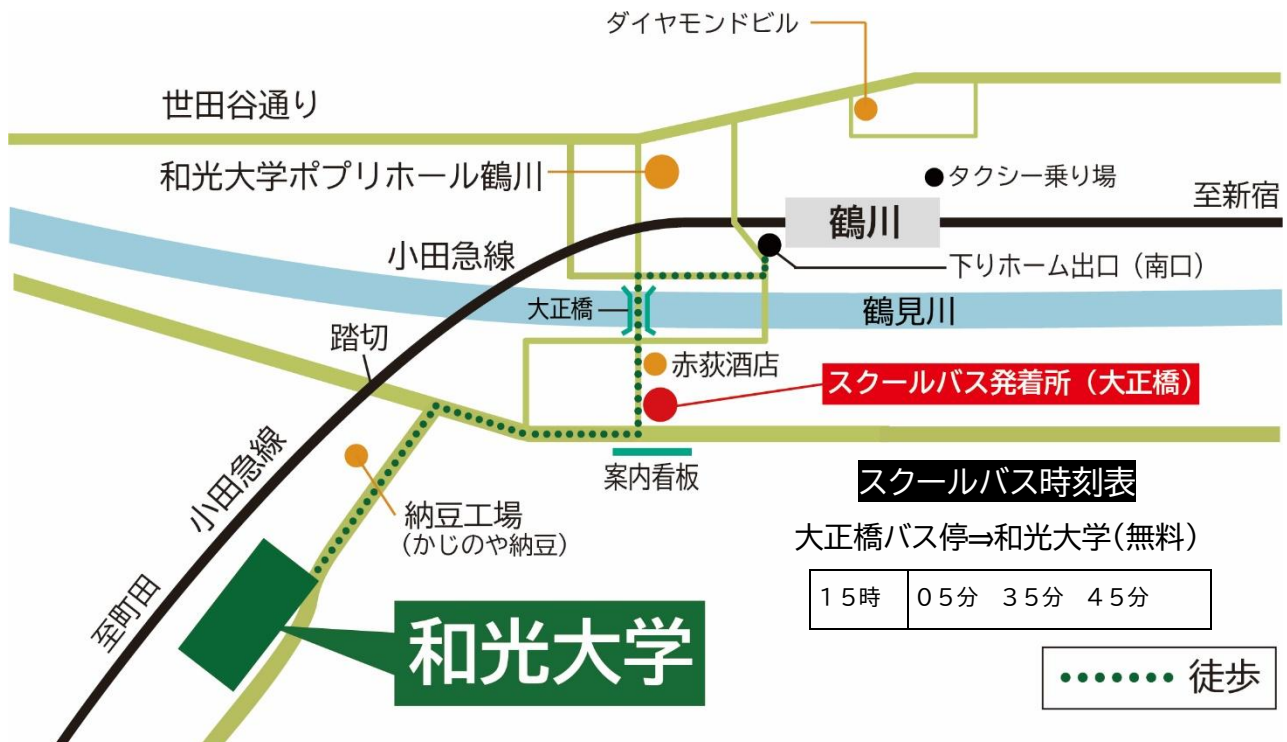 ダイヤモンドビル
世田谷通り
和光大学ポプリホール鶴川
タクシー乗り場
至新宿
鶴川
小田急線
下りホーム出口（南口）
大正橋
鶴見川
踏切
赤荻酒店
スクールバス発着所（大正橋）
小田急線
案内看板
スクールバス時刻表
納豆工場
（かじのや納豆）
大正橋バス停⇒和光大学（無料）
１５時 ０５分 ３５分 ４５分
至町田
和光大学
徒歩